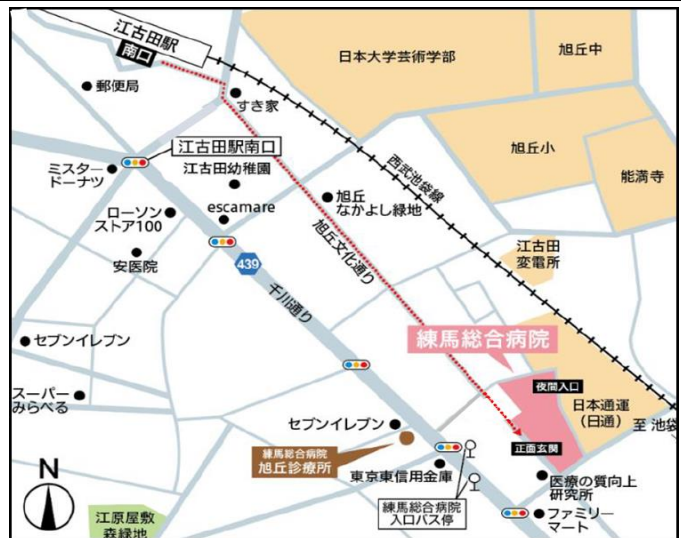 江古田駅
南口
日本大学芸術学部
旭丘中
郵便局
すき家
江古田駅南口
江古田幼稚園
旭丘小
能満寺
ミスター
ドーナツ
西武池袋線
旭丘
なかよし緑地
ローソン
ストア100
escamare
安医院
439
千川通り
旭丘文化通り
江古田
変電所
練馬総合病院
セブンイレブン
夜間入口
スーパー
みらべる
日本通運
(日通)
至 池袋
セブンイレブン
練馬総合病院
旭丘診療所
正面玄関
東京東信用金庫
医療の質向上
研究所
N
練馬総合病院
入口バス停
ファミリー
マート
江原屋敷
森緑地